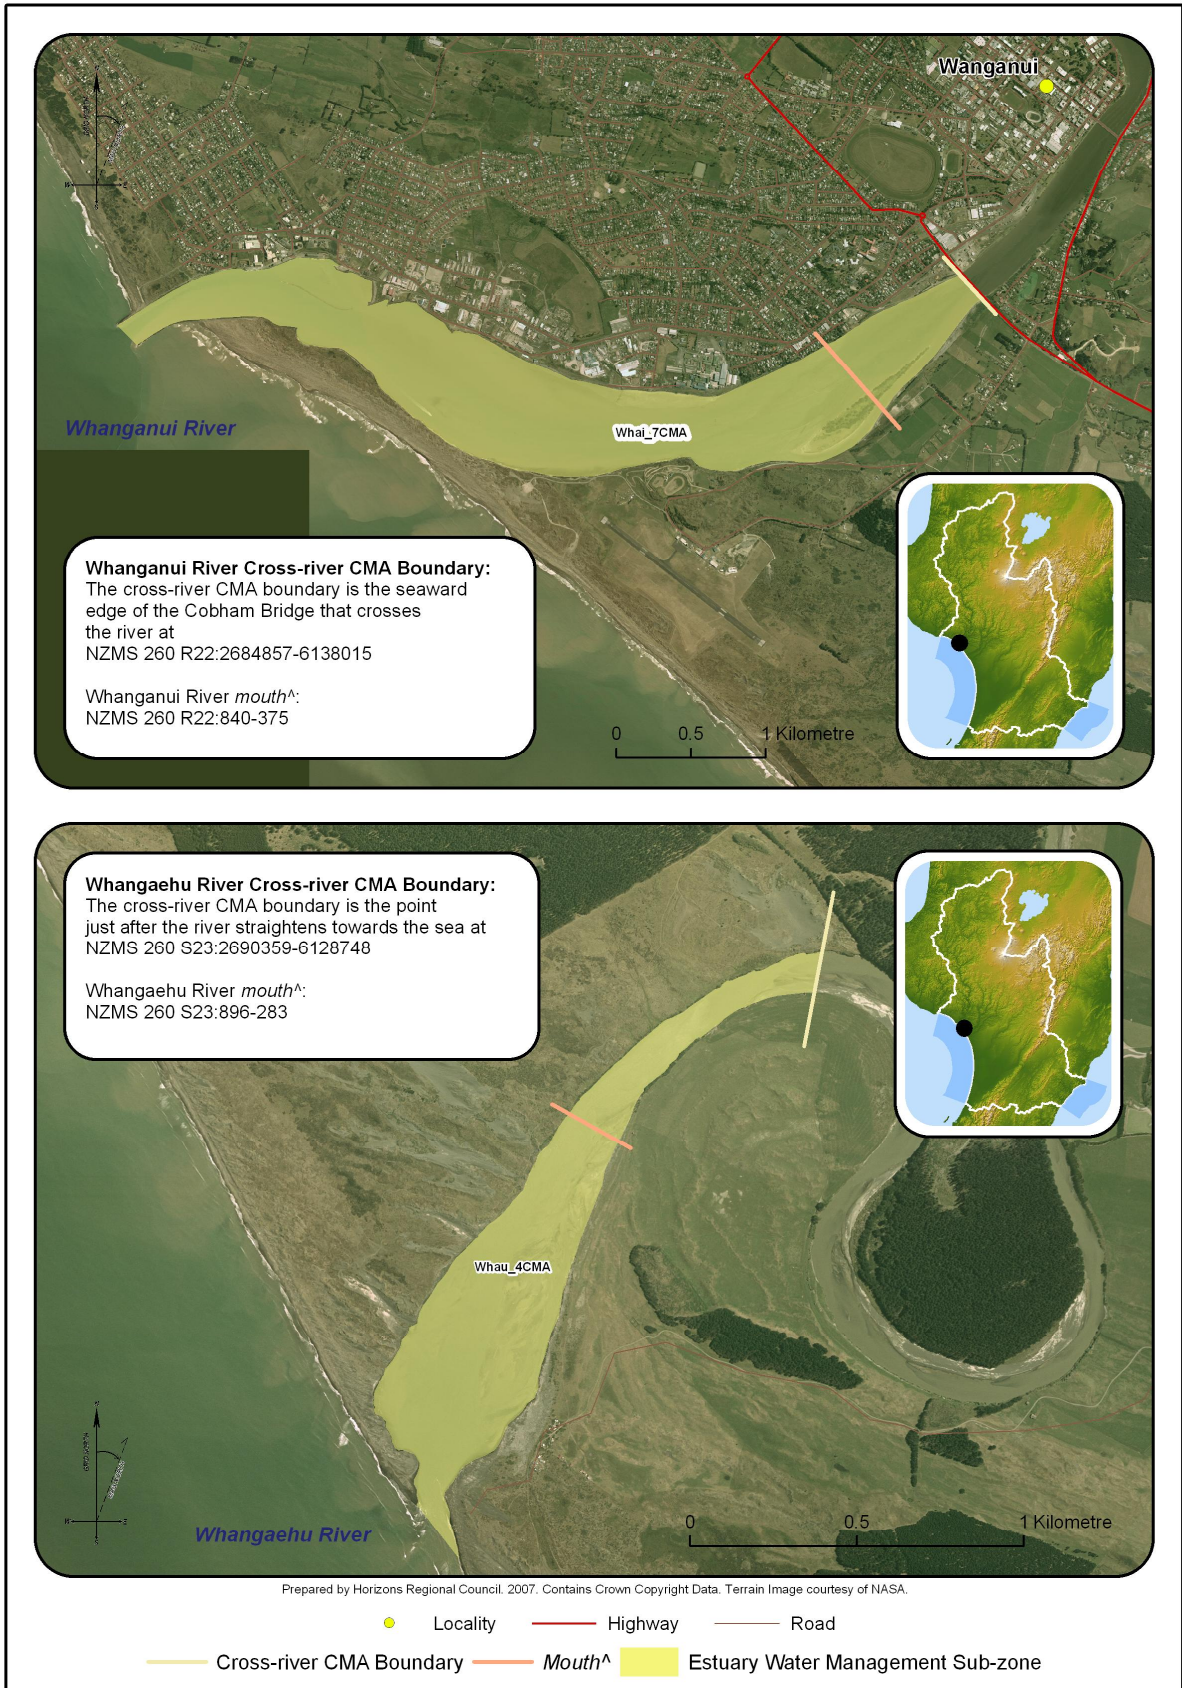 Wanganui
Whanganui River
Whai_7CMA
Whanganui River Cross-river CMA Boundary:
The cross-river CMA boundary is the seaward
edge of the Cobham Bridge that crosses
the river at
NZMS 260 R22:2684857-6138015
Whanganui River mouth^:
NZMS 260 R22:840-375
0 0.5 1 Kilometre
Whangaehu River Cross-river CMA Boundary:
The cross-river CMA boundary is the point
just after the river straightens towards the sea at
NZMS 260 S23:2690359-6128748
Whangaehu River mouth^:
NZMS 260 S23:896-283
Whau_4CMA
Whangaehu River
0 0.5 1 Kilometre
Prepared by Horizons Regional Council. 2007. Contains Crown Copyright Data. Terrain Image courtesy of NASA.
Locality Highway Road
Cross-river CMA Boundary Mouth^ Estuary Water Management Sub-zone